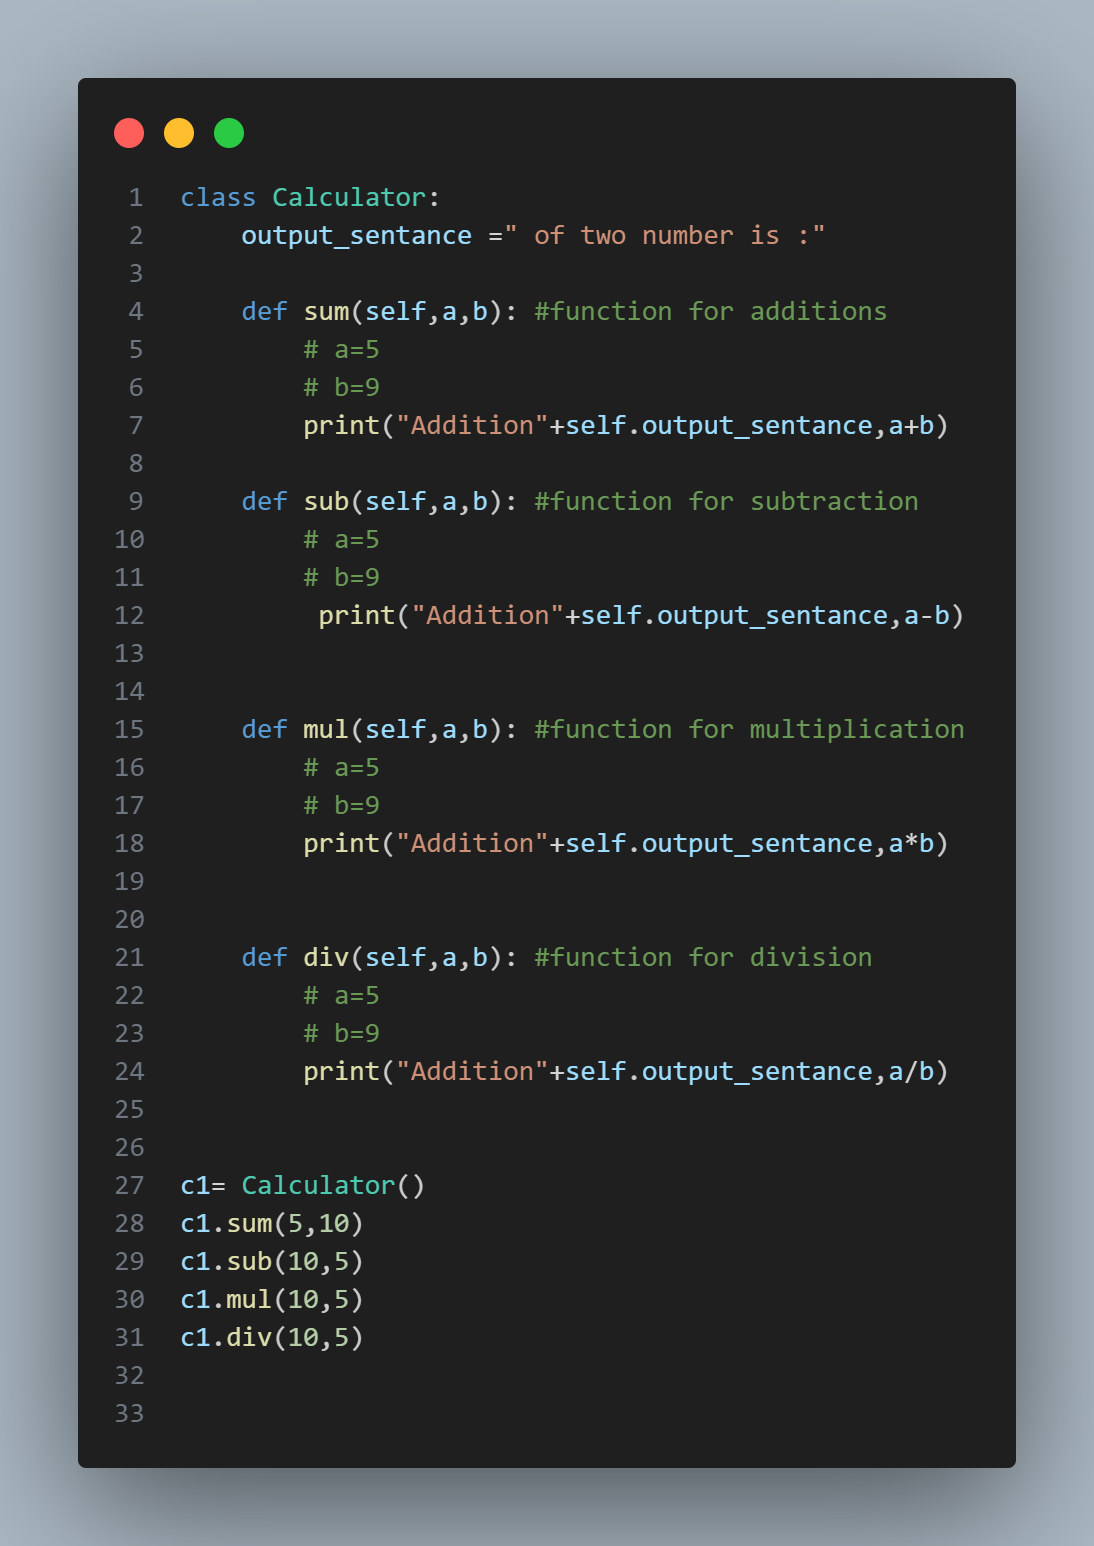 1 class Calculator:
2     output_sentance =" of two number is :"
3
4     def sum(self,a,b): #function for additions
5         # a=5
6         # b=9
7         print("Addition"+self.output_sentance,a+b)
8
9     def sub(self,a,b): #function for subtraction
10         # a=5
11         # b=9
12          print("Addition"+self.output_sentance,a-b)
13
14
15     def mul(self,a,b): #function for multiplication
16         # a=5
17         # b=9
18         print("Addition"+self.output_sentance,a*b)
19
20
21     def div(self,a,b): #function for division
22         # a=5
23         # b=9
24         print("Addition"+self.output_sentance,a/b)
25
26
27 c1= Calculator()
28 c1.sum(5,10)
29 c1.sub(10,5)
30 c1.mul(10,5)
31 c1.div(10,5)
32
33